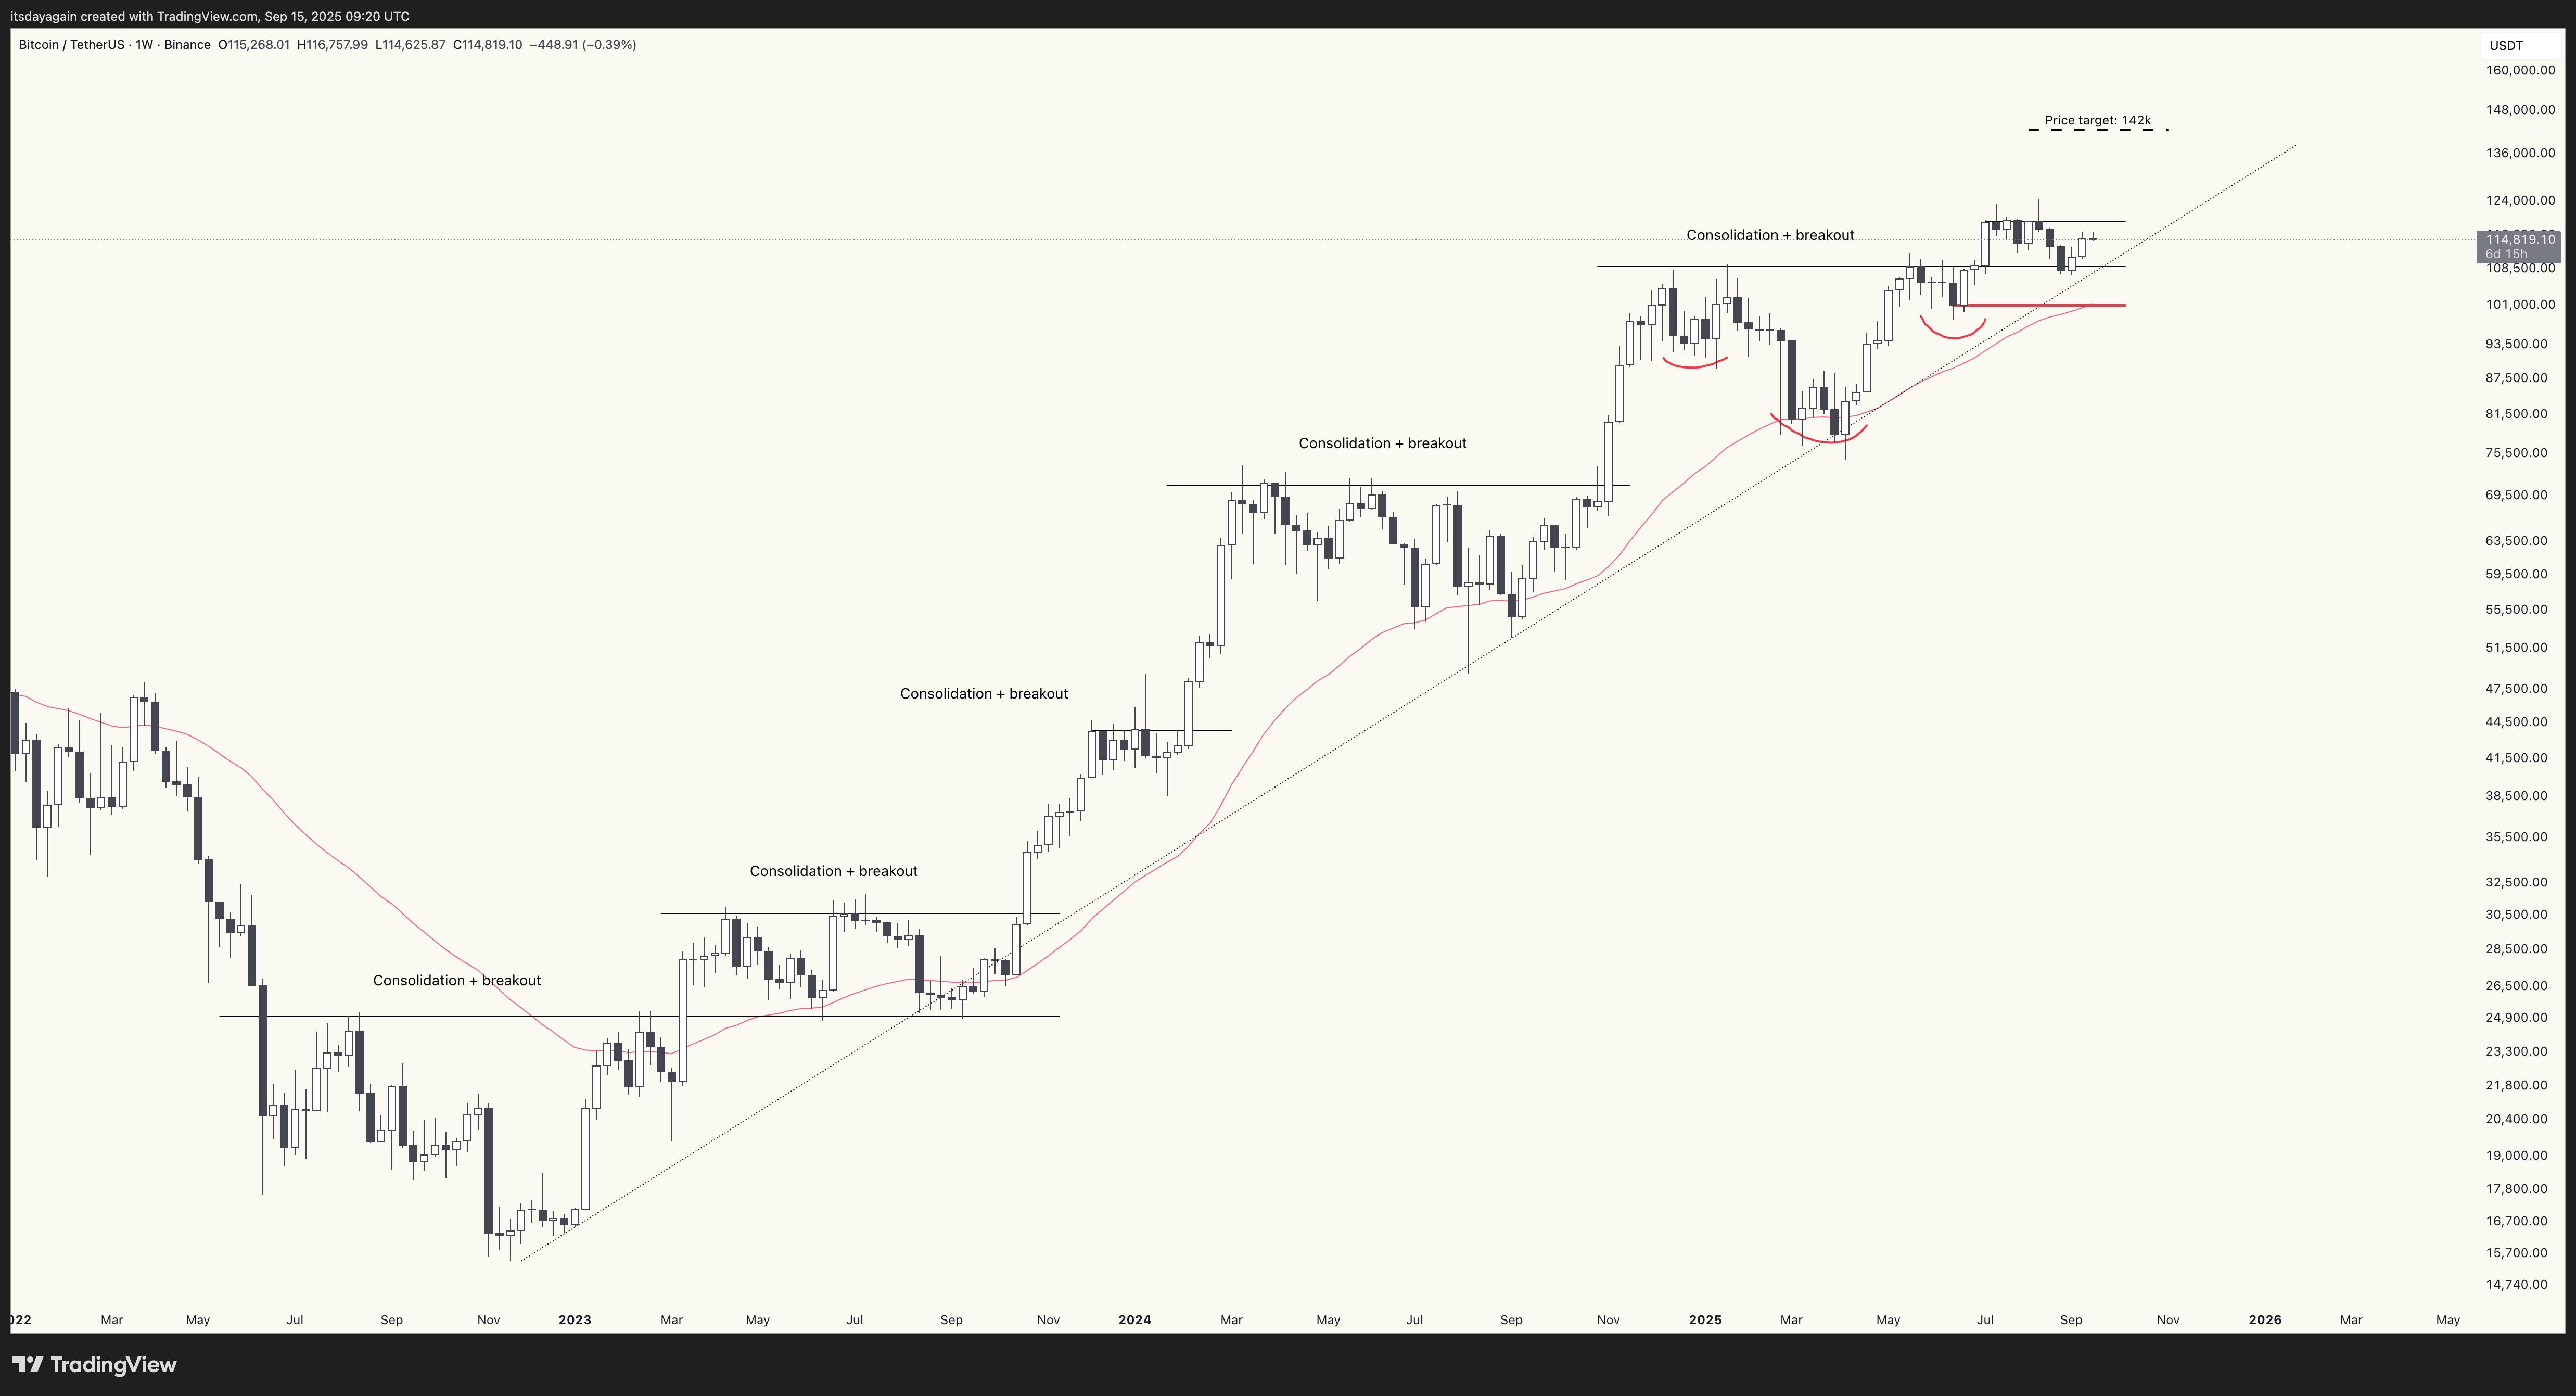 itsdayagain created with TradingView.com, Sep 15, 2025 09:20 UTC
Bitcoin / TetherUS · 1W · Binance O115,268.01 H116,757.99 L114,625.87 C114,819.10 −448.91 (−0.39%)
USDT
160,000.00
148,000.00
Price target: 142k
136,000.00
124,000.00
Consolidation + breakout
114,819.10
6d 15h
108,500.00
101,000.00
93,500.00
87,500.00
81,500.00
Consolidation + breakout
75,500.00
69,500.00
63,500.00
59,500.00
55,500.00
51,500.00
Consolidation + breakout
47,500.00
44,500.00
41,500.00
38,500.00
35,500.00
Consolidation + breakout
32,500.00
30,500.00
28,500.00
Consolidation + breakout
26,500.00
24,900.00
23,300.00
21,800.00
20,400.00
19,000.00
17,800.00
16,700.00
15,700.00
14,740.00
022 Mar May Jul Sep Nov 2023 Mar May Jul Sep Nov 2024 Mar May Jul Sep Nov 2025 Mar May Jul Sep Nov 2026 Mar May
TradingView